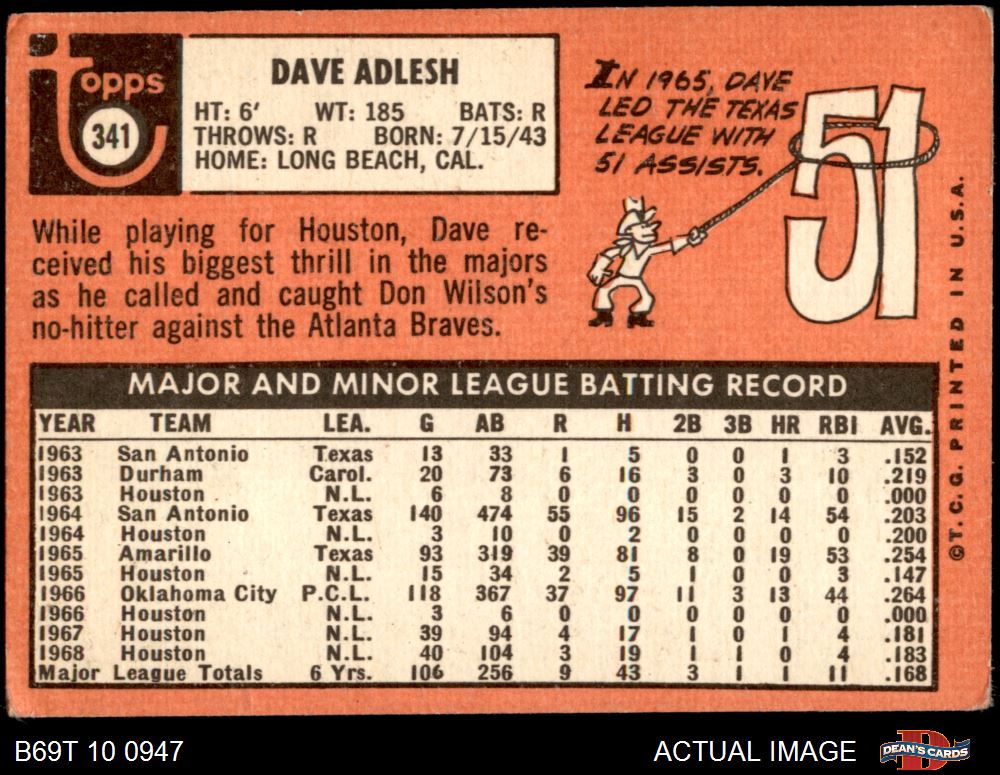 topps
341
DAVE ADLESH
HT: 6' WT: 185 BATS: R
THROWS: R BORN: 7/15/43
HOME: LONG BEACH, CAL.
IN 1965, DAVE
LED THE TEXAS
LEAGUE WITH
51 ASSISTS.
51
While playing for Houston, Dave re-
ceived his biggest thrill in the majors
as he called and caught Don Wilson's
no-hitter against the Atlanta Braves.
MAJOR AND MINOR LEAGUE BATTING RECORD
YEAR TEAM LEA. G AB R H 2B 3B HR RBI AVG.
1963 San Antonio Texas 13 33 1 5 0 0 1 3 .152
1963 Durham Carol. 20 73 6 16 3 0 3 10 .219
1963 Houston N.L. 6 8 0 0 0 0 0 0 .000
1964 San Antonio Texas 140 474 55 96 15 2 14 54 .203
1964 Houston N.L. 3 10 0 2 0 0 0 0 .200
1965 Amarillo Texas 93 319 39 81 8 0 19 53 .254
1965 Houston N.L. 15 34 2 5 1 0 0 3 .147
1966 Oklahoma City P.C.L. 118 367 37 97 11 3 13 44 .264
1966 Houston N.L. 3 6 0 0 0 0 0 0 .000
1967 Houston N.L. 39 94 4 17 1 0 1 4 .181
1968 Houston N.L. 40 104 3 19 1 1 0 4 .183
Major League Totals 6 Yrs. 106 256 9 43 3 1 1 11 .168
©T.C.G. PRINTED IN U.S.A.
B69T 10 0947
ACTUAL IMAGE
DEAN'S CARDS